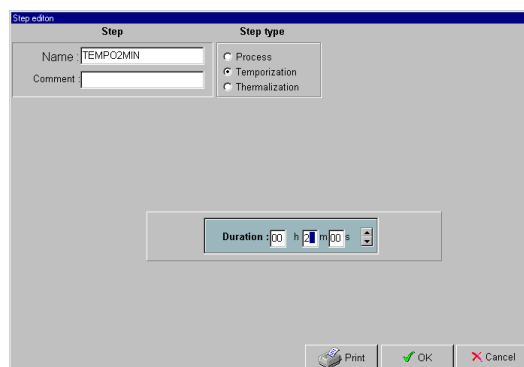 Step editon
Step Step type
Name : TEMPO2MIN
Comment :
Process
Temporization
Thermalization
Duration : 00 h 2 m 00 s
Print OK Cancel